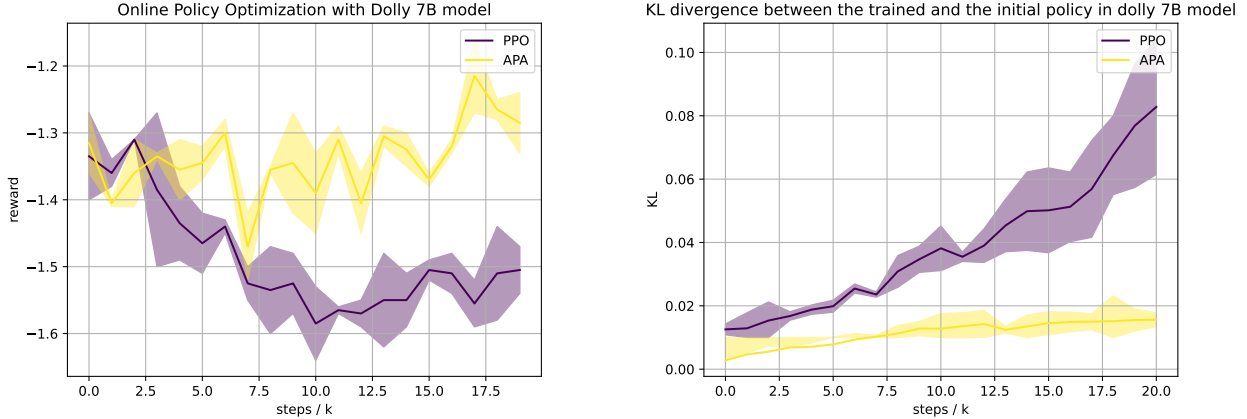 Online Policy Optimization with Dolly 7B model
PPO
APA
reward
−1.2
−1.3
−1.4
−1.5
−1.6
0.0
2.5
5.0
7.5
10.0
12.5
15.0
17.5
steps / k
KL divergence between the trained and the initial policy in dolly 7B model
PPO
APA
KL
0.10
0.08
0.06
0.04
0.02
0.00
0.0
2.5
5.0
7.5
10.0
12.5
15.0
17.5
20.0
steps / k